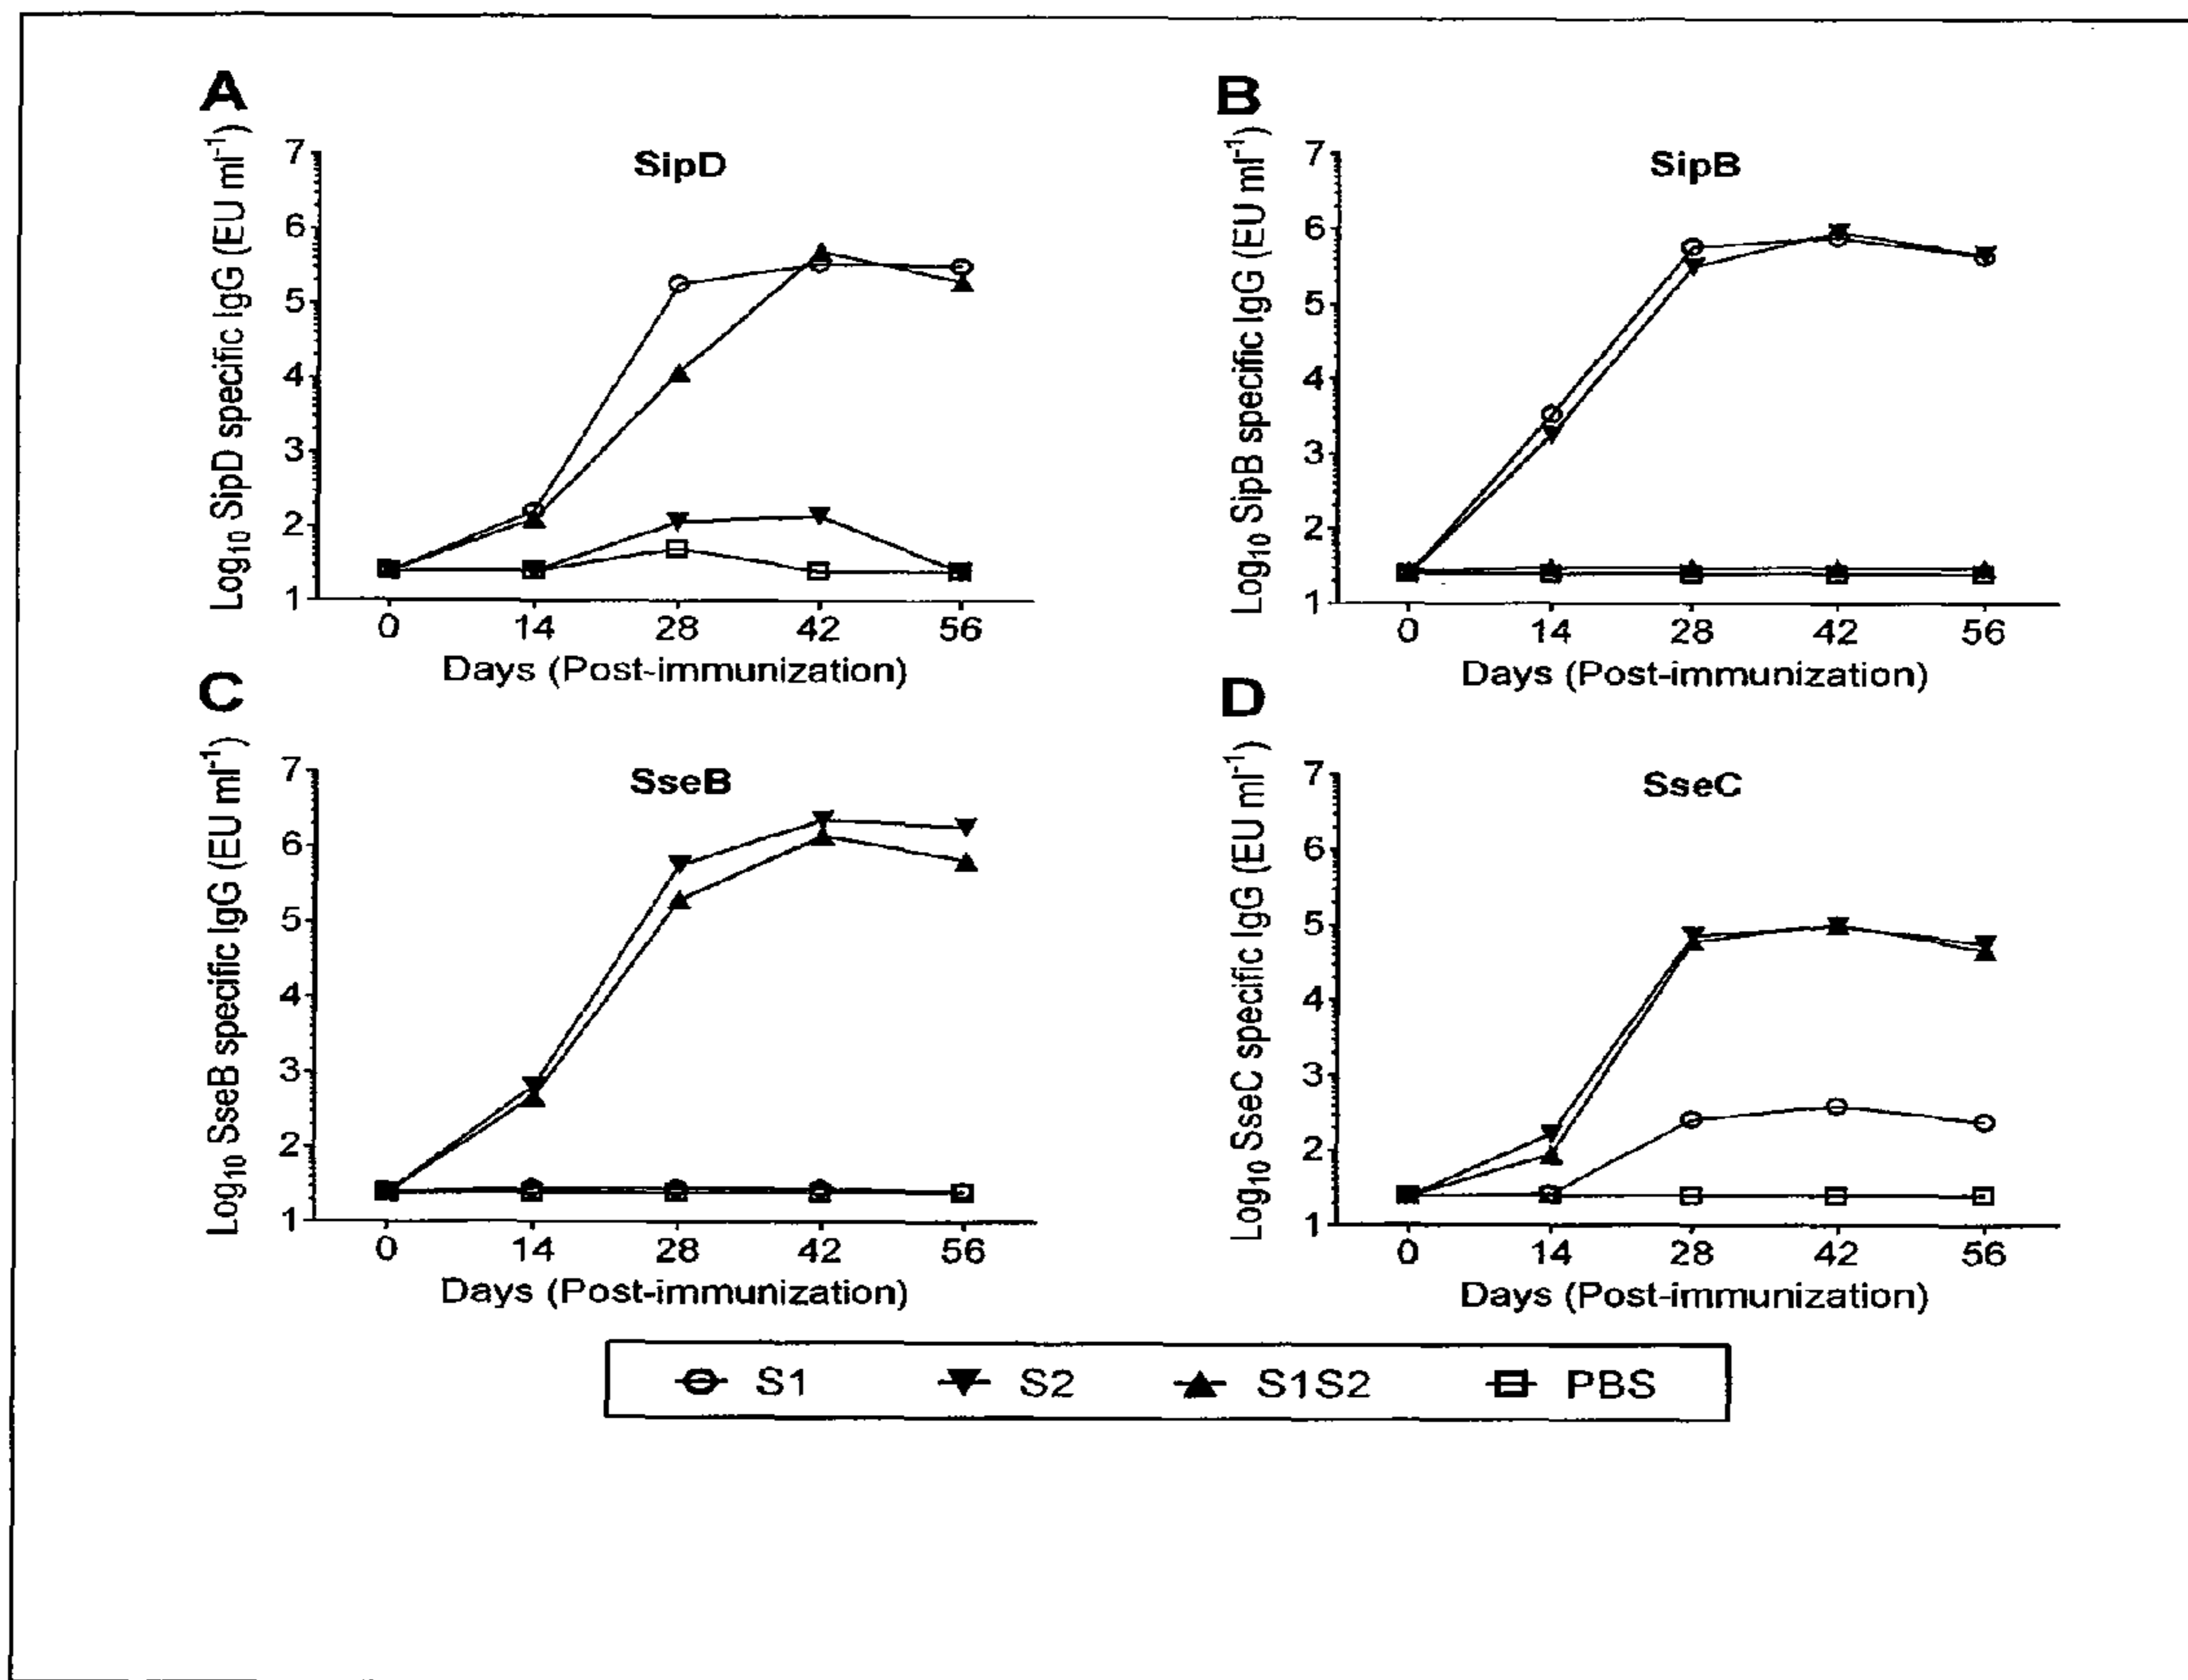 A
SipD
Log10 SipD specific IgG (EU ml-1)
7
6
5
4
3
2
1
0 14 28 42 56
Days (Post-immunization)
B
SipB
Log10 SipB specific IgG (EU ml-1)
7
6
5
4
3
2
1
0 14 28 42 56
Days (Post-immunization)
C
SseB
Log10 SseB specific IgG (EU ml-1)
7
6
5
4
3
2
1
0 14 28 42 56
Days (Post-immunization)
D
SseC
Log10 SseC specific IgG (EU ml-1)
7
6
5
4
3
2
1
0 14 28 42 56
Days (Post-immunization)
S1 S2 S1S2 PBS